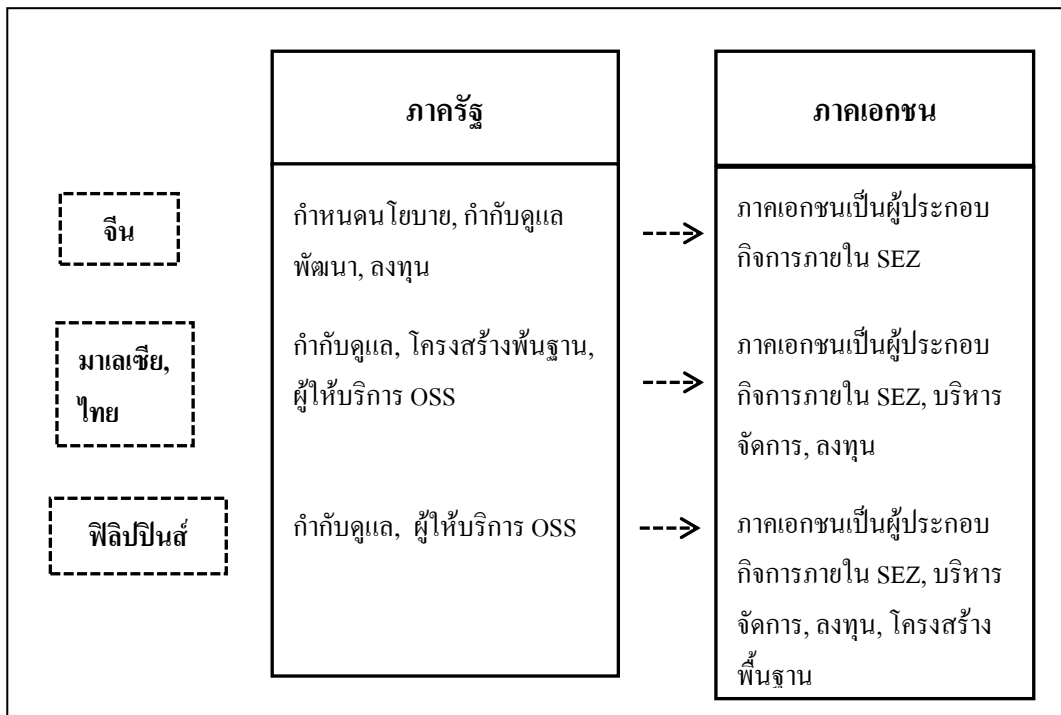 ภาครัฐ
ภาคเอกชน
จีน
กำหนดนโยบาย, กำกับดูแล
พัฒนา, ลงทุน
ภาคเอกชนเป็นผู้ประกอบ
กิจการภายใน SEZ
มาเลเซีย,
ไทย
กำกับดูแล, โครงสร้างพ้นฐาน,
ผู้ให้บริการ OSS
ภาคเอกชนเป็นผู้ประกอบ
กิจการภายใน SEZ, บริหาร
จัดการ, ลงทุน
ฟิลิปปินส์
กำกับดูแล, ผู้ให้บริการ OSS
ภาคเอกชนเป็นผู้ประกอบ
กิจการภายใน SEZ, บริหาร
จัดการ, ลงทุน, โครงสร้าง
พื้นฐาน